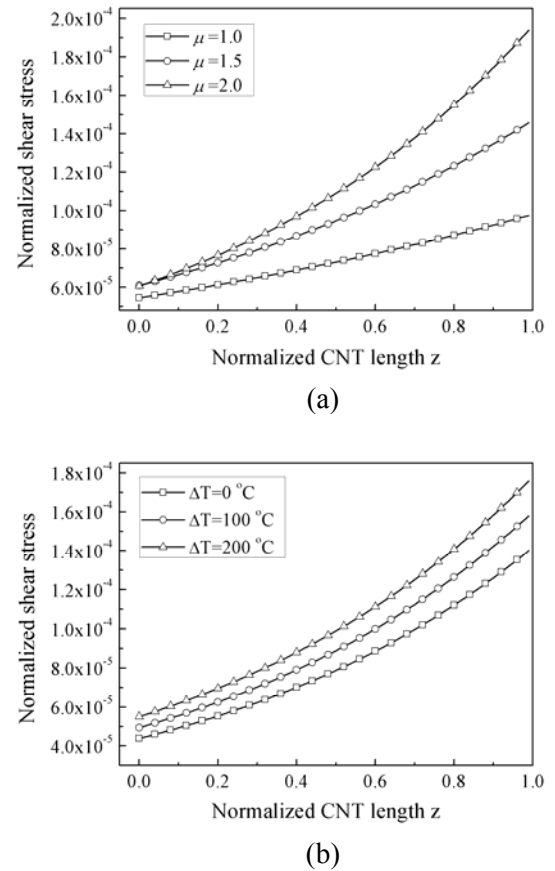 2.0x10⁻⁴
1.8x10⁻⁴
1.6x10⁻⁴
1.4x10⁻⁴
1.2x10⁻⁴
1.0x10⁻⁴
8.0x10⁻⁵
6.0x10⁻⁵
Normalized shear stress
μ=1.0
μ=1.5
μ=2.0
0.0 0.2 0.4 0.6 0.8 1.0
Normalized CNT length z
(a)
1.8x10⁻⁴
1.6x10⁻⁴
1.4x10⁻⁴
1.2x10⁻⁴
1.0x10⁻⁴
8.0x10⁻⁵
6.0x10⁻⁵
4.0x10⁻⁵
Normalized shear stress
ΔT=0 °C
ΔT=100 °C
ΔT=200 °C
0.0 0.2 0.4 0.6 0.8 1.0
Normalized CNT length z
(b)